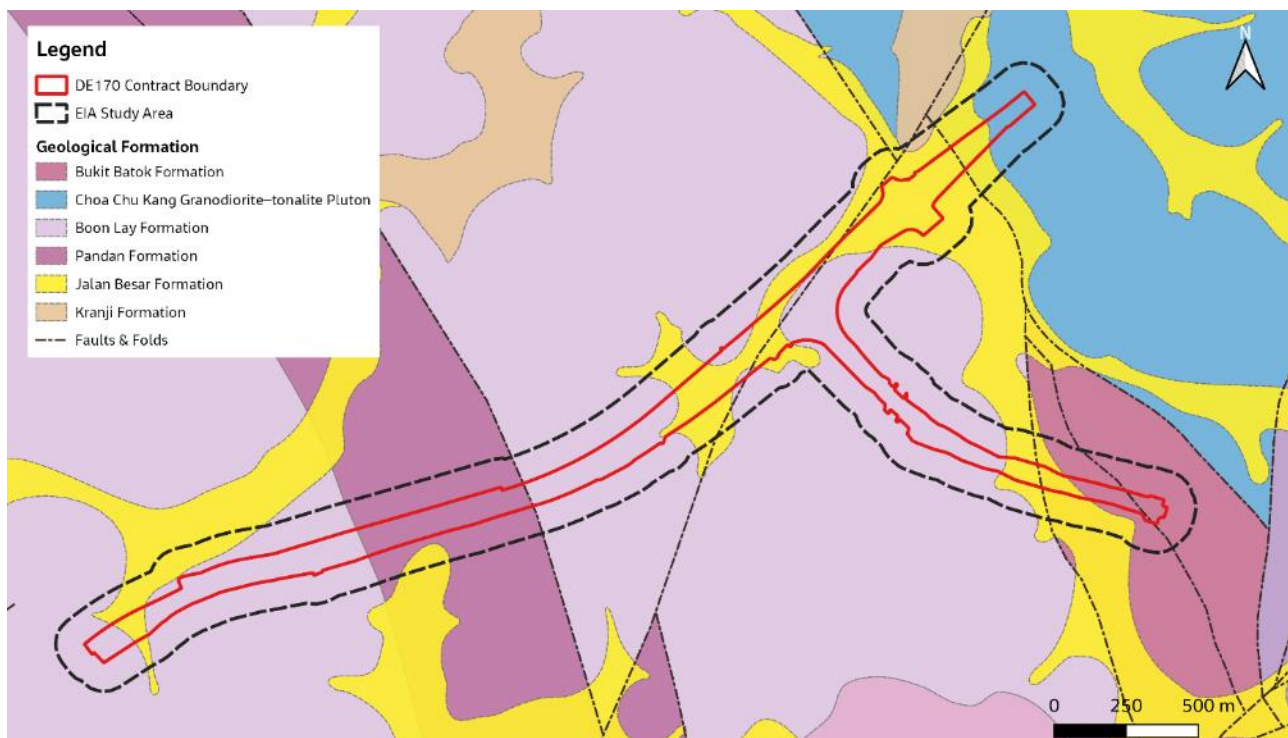 Legend
DE170 Contract Boundary
EIA Study Area
Geological Formation
Bukit Batok Formation
Choa Chu Kang Granodiorite–tonalite Pluton
Boon Lay Formation
Pandan Formation
Jalan Besar Formation
Kranji Formation
Faults & Folds
N
0 250 500 m